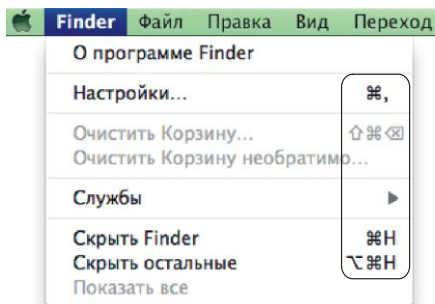 Finder Файл Правка Вид Переход
О программе Finder
Настройки... ⌘,
Очистить Корзину... ⇧⌘⌫
Очистить Корзину необратимо...
Службы ▶
Скрыть Finder ⌘H
Скрыть остальные ⌥⌘H
Показать все